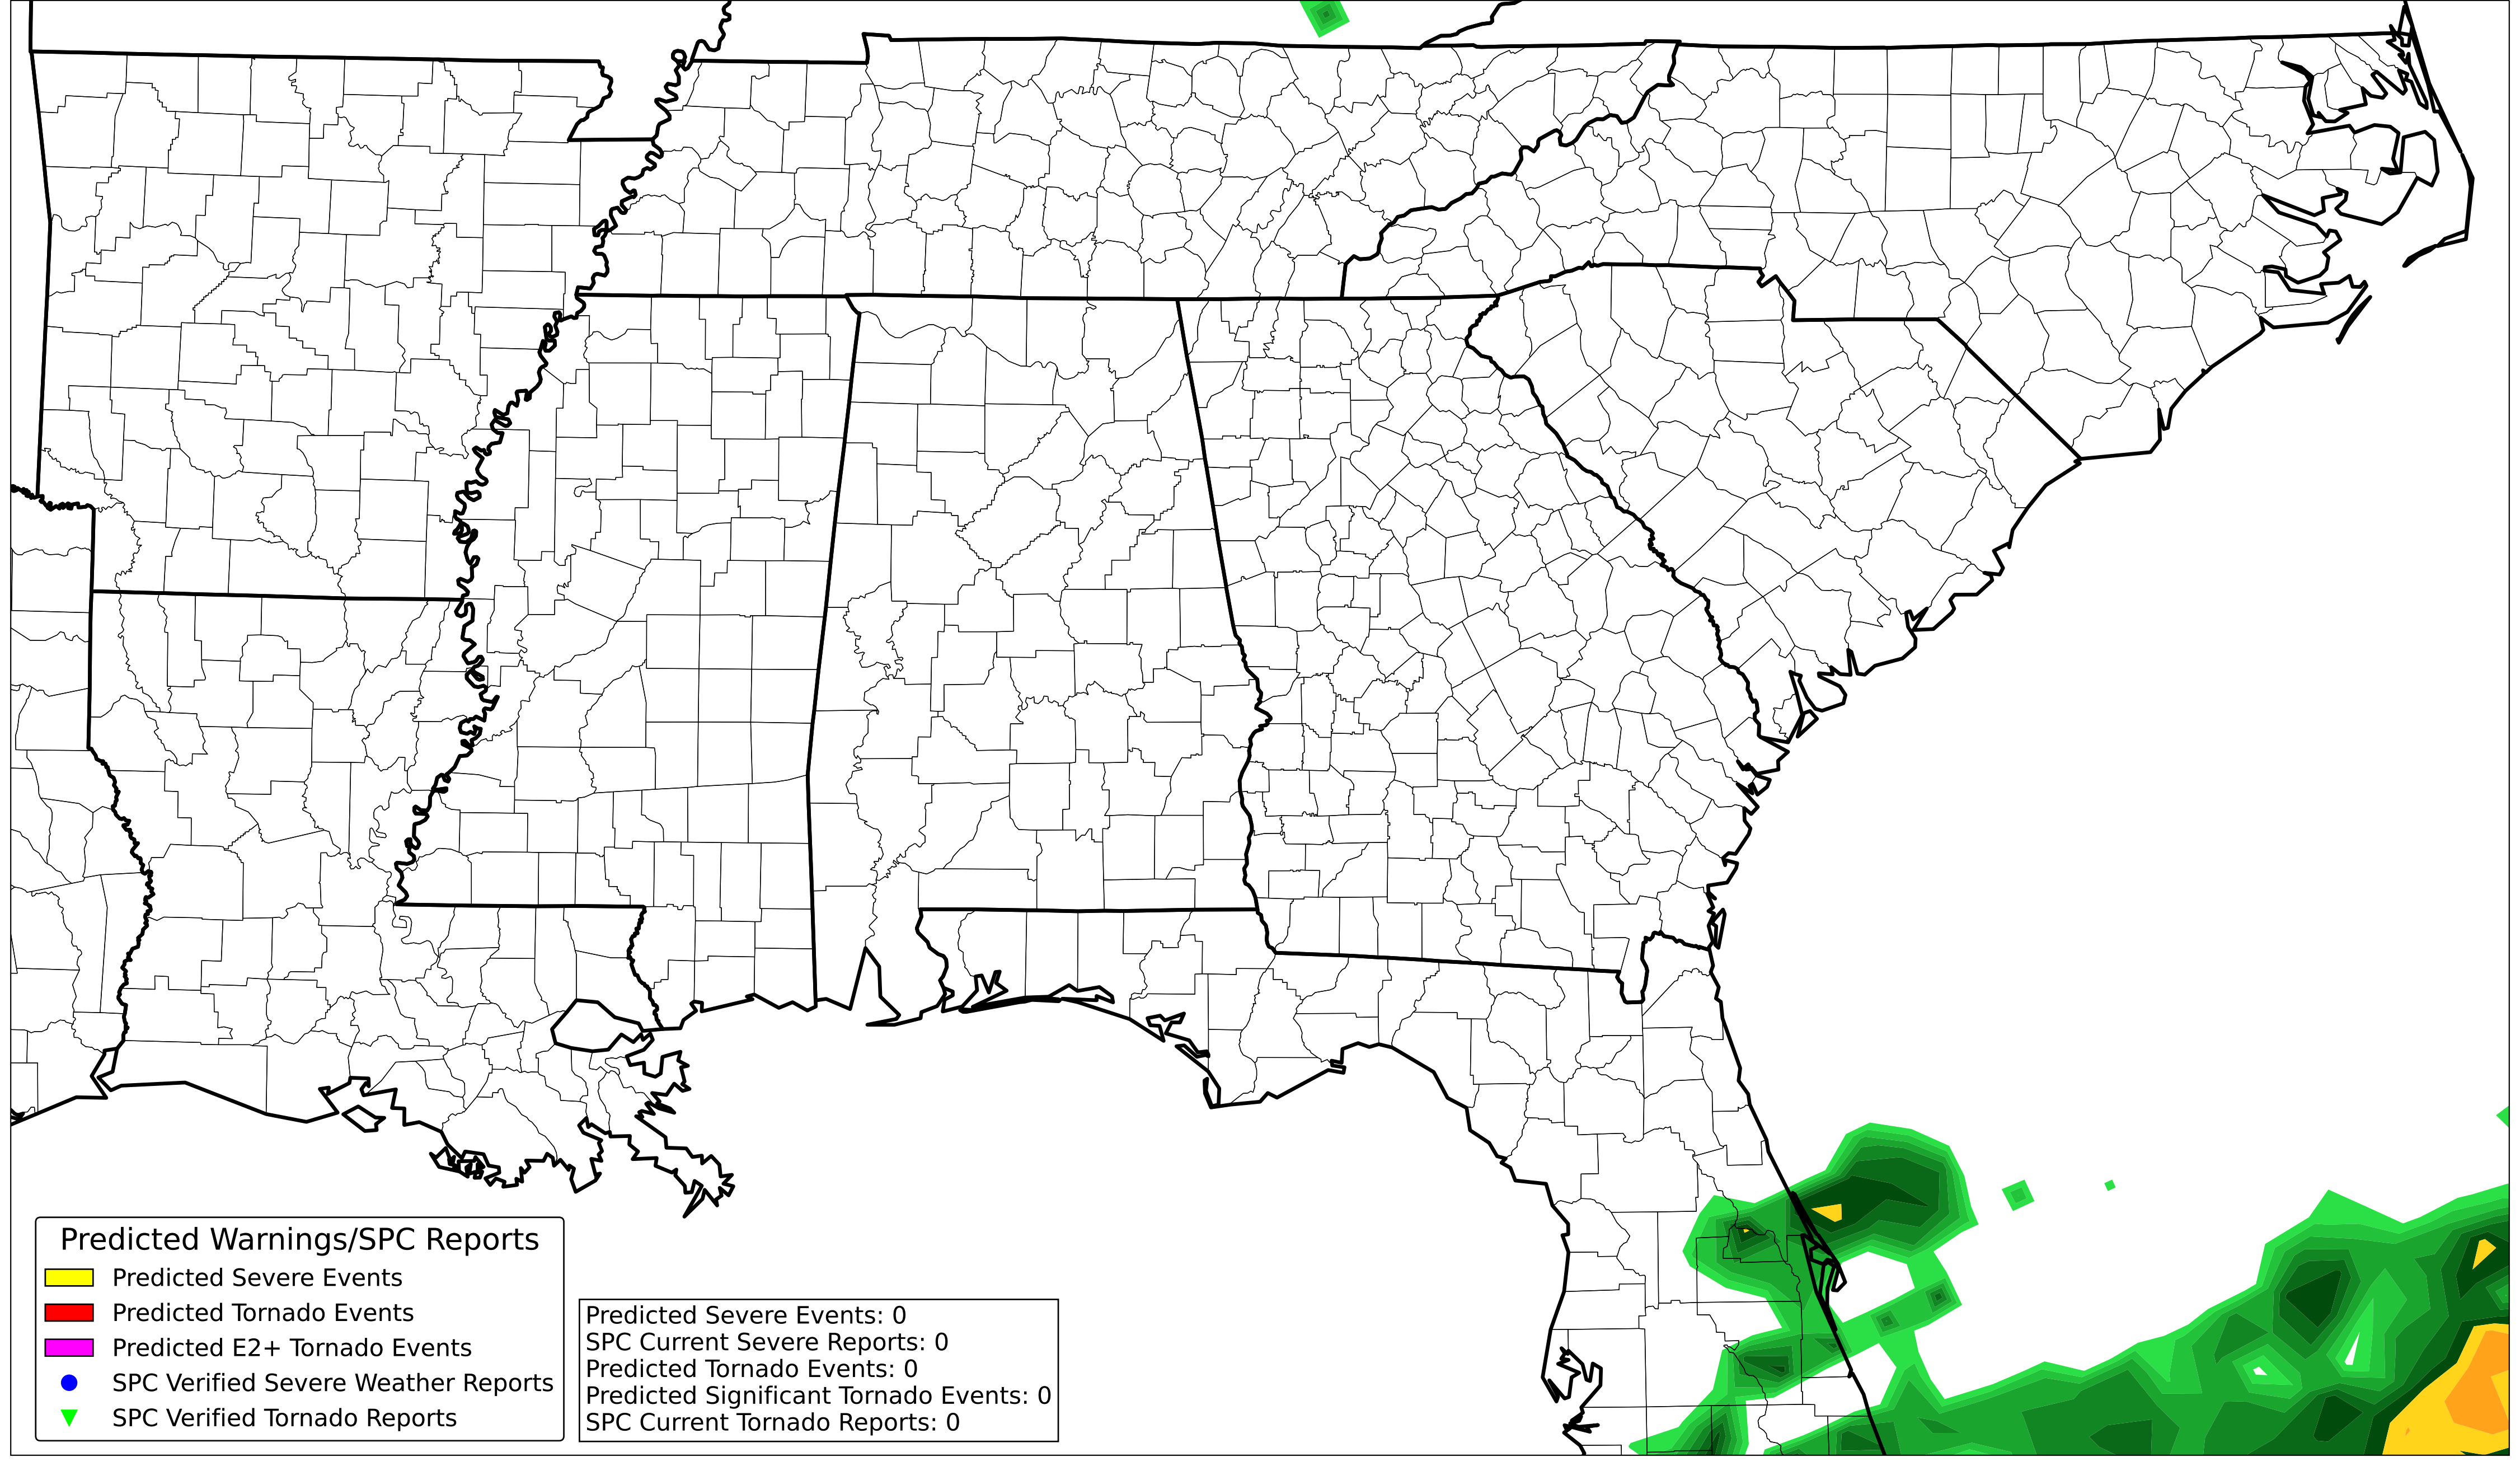 Predicted Warnings/SPC Reports
Predicted Severe Events
Predicted Tornado Events
Predicted E2+ Tornado Events
SPC Verified Severe Weather Reports
SPC Verified Tornado Reports
Predicted Severe Events: 0
SPC Current Severe Reports: 0
Predicted Tornado Events: 0
Predicted Significant Tornado Events: 0
SPC Current Tornado Reports: 0